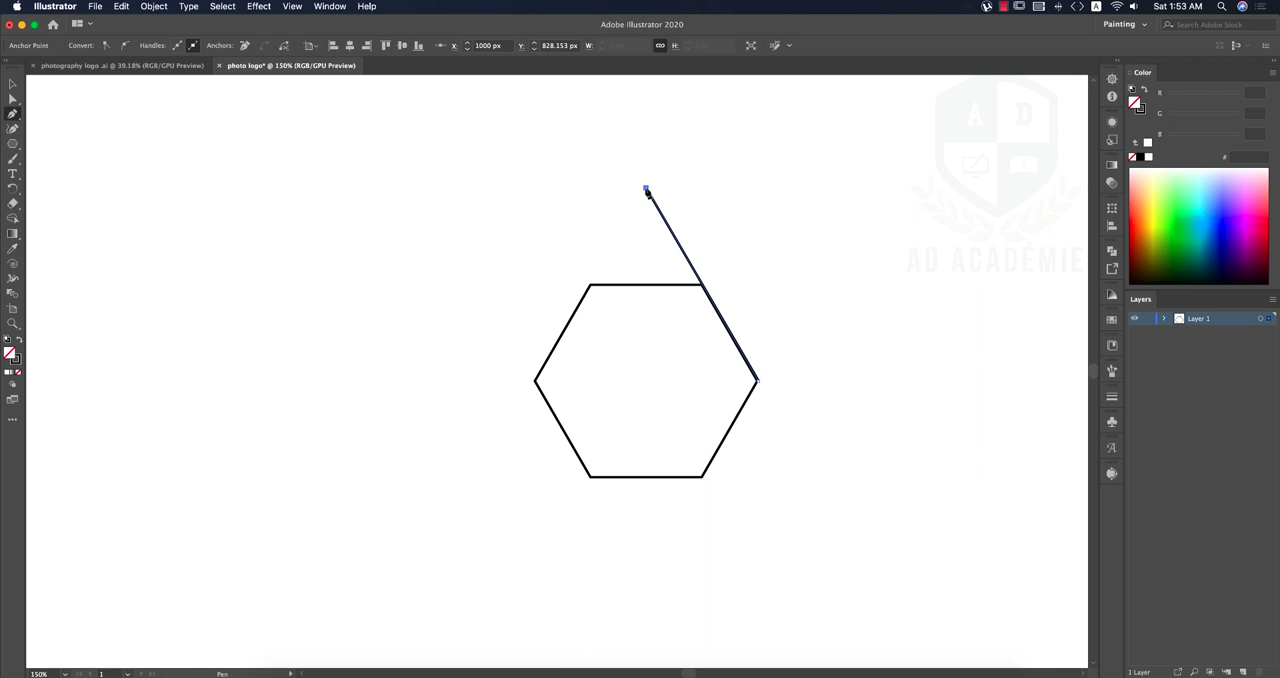 Illustrator File Edit Object Type Select Effect View Window Help A Sat 1:53 AM
Adobe Illustrator 2020 Painting Search Adobe Stock
Anchor Point Convert: Handles: Anchors: X: 1000 px Y: 828.153 px W: H:
photography logo .ai @ 39.18% (RGB/GPU Preview) photo logo* @ 150% (RGB/GPU Preview)
Color
R
G
B
#
A D
AD ACADÉMIE
Layers
Layer 1
150% 1 Pen 1 Layer